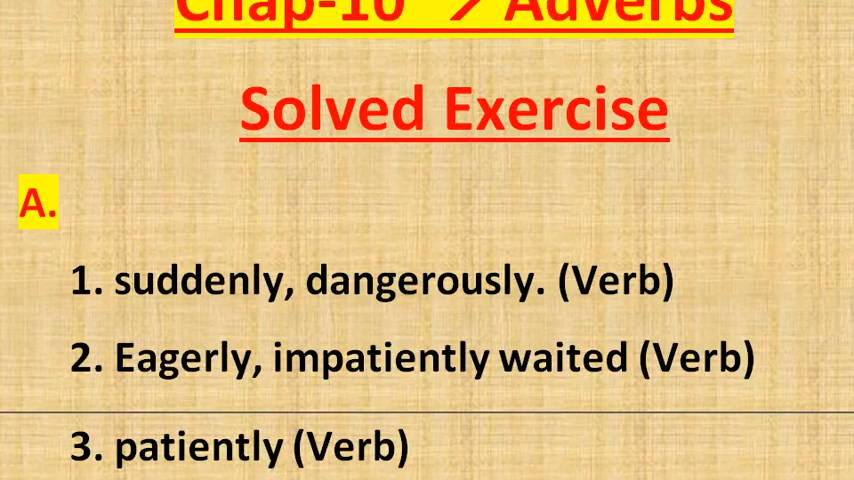 Chap-10 → Adverbs
Solved Exercise
A.
1. suddenly, dangerously. (Verb)
2. Eagerly, impatiently waited (Verb)
3. patiently (Verb)